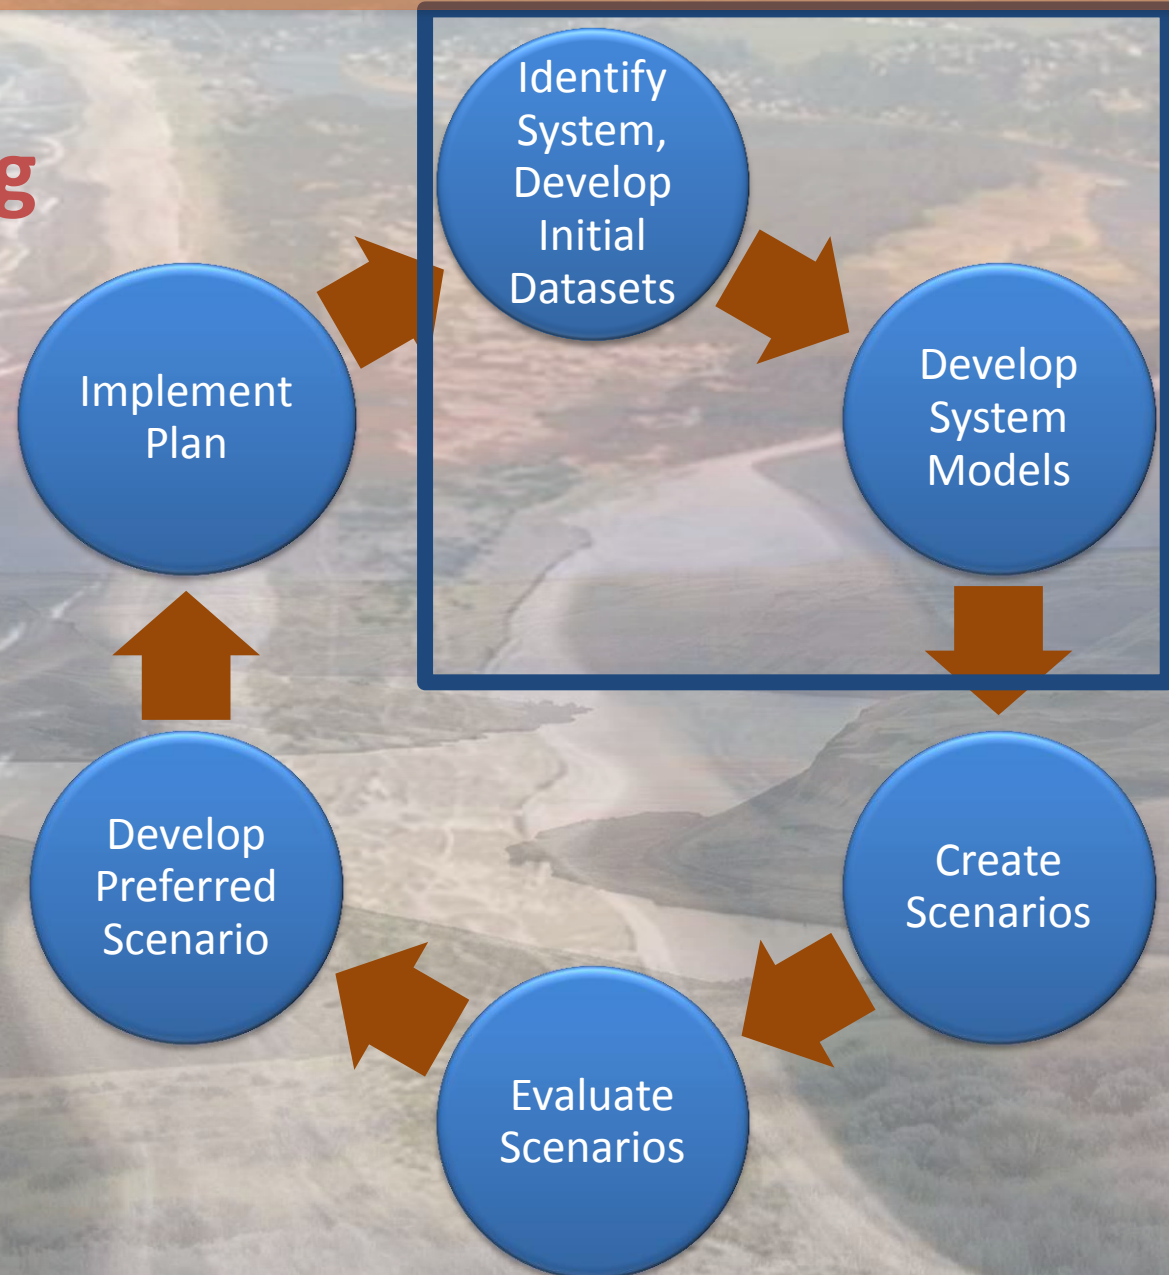 g
Identify
System,
Develop
Initial
Datasets
Develop
System
Models
Create
Scenarios
Evaluate
Scenarios
Develop
Preferred
Scenario
Implement
Plan